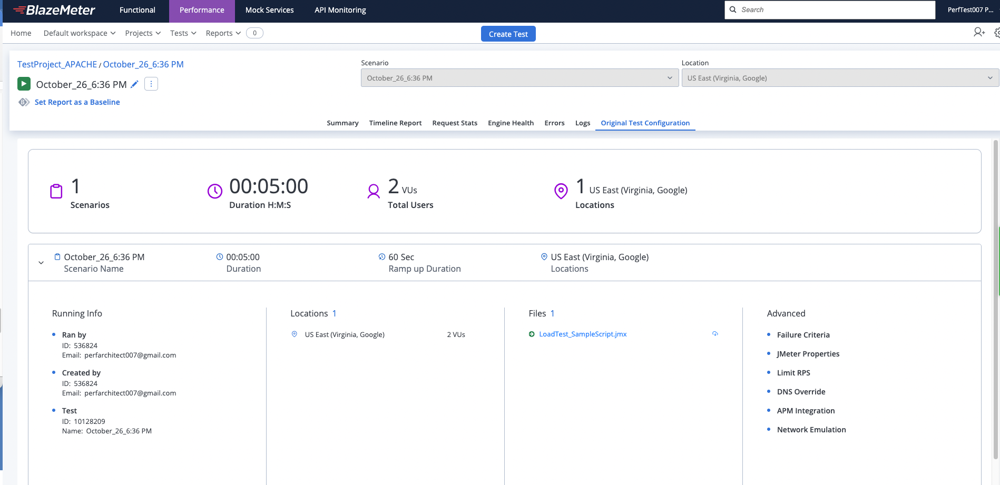 BlazeMeter Functional Performance Mock Services API Monitoring Search PerfTest007 P...
Home Default workspace Projects Tests Reports 0 Create Test
TestProject_APACHE / October_26_6:36 PM
October_26_6:36 PM
Set Report as a Baseline
Scenario
October_26_6:36 PM
Location
US East (Virginia, Google)
Summary Timeline Report Request Stats Engine Health Errors Logs Original Test Configuration
1
Scenarios
00:05:00
Duration H:M:S
2 VUs
Total Users
1 US East (Virginia, Google)
Locations
October_26_6:36 PM
Scenario Name
00:05:00
Duration
60 Sec
Ramp up Duration
US East (Virginia, Google)
Locations
Running Info
Ran by
ID: 536824
Email: perfarchitect007@gmail.com
Created by
ID: 536824
Email: perfarchitect007@gmail.com
Test
ID: 10128209
Name: October_26_6:36 PM
Locations 1
US East (Virginia, Google) 2 VUs
Files 1
LoadTest_SampleScript.jmx
Advanced
Failure Criteria
JMeter Properties
Limit RPS
DNS Override
APM Integration
Network Emulation